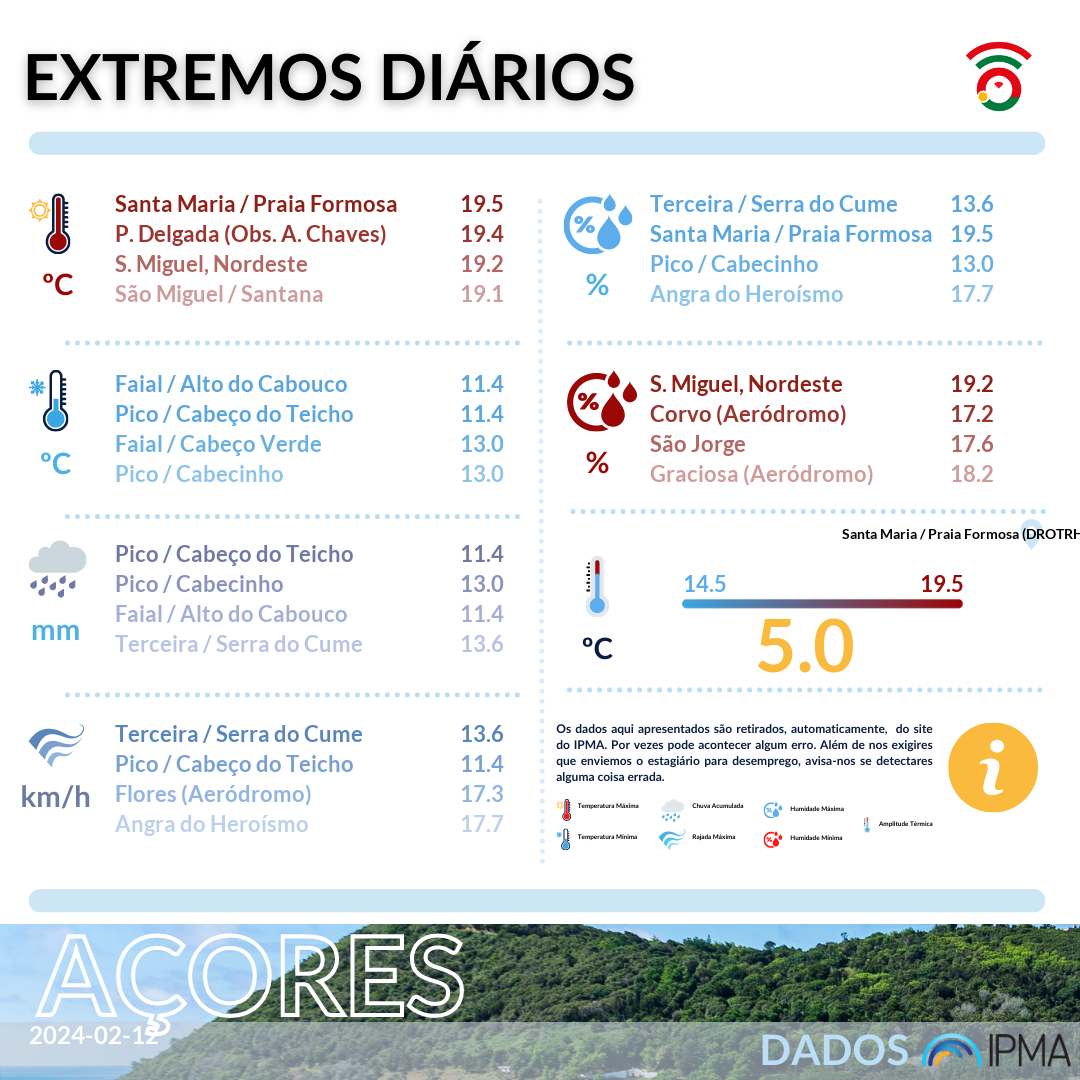 EXTREMOS DIÁRIOS
Santa Maria / Praia Formosa 19.5
P. Delgada (Obs. A. Chaves) 19.4
S. Miguel, Nordeste 19.2
São Miguel / Santana 19.1
ºC
Faial / Alto do Cabouco 11.4
Pico / Cabeço do Teicho 11.4
Faial / Cabeço Verde 13.0
Pico / Cabecinho 13.0
ºC
Pico / Cabeço do Teicho 11.4
Pico / Cabecinho 13.0
Faial / Alto do Cabouco 11.4
Terceira / Serra do Cume 13.6
mm
Terceira / Serra do Cume 13.6
Pico / Cabeço do Teicho 11.4
Flores (Aeródromo) 17.3
Angra do Heroísmo 17.7
km/h
%
Terceira / Serra do Cume 13.6
Santa Maria / Praia Formosa 19.5
Pico / Cabecinho 13.0
Angra do Heroísmo 17.7
%
%
S. Miguel, Nordeste 19.2
Corvo (Aeródromo) 17.2
São Jorge 17.6
Graciosa (Aeródromo) 18.2
%
Santa Maria / Praia Formosa (DROTRH
14.5 19.5
5.0
ºC
Os dados aqui apresentados são retirados, automaticamente, do site
do IPMA. Por vezes pode acontecer algum erro. Além de nos exigires
que enviemos o estagiário para desemprego, avisa-nos se detectares
alguma coisa errada.
i
Temperatura Máxima
Chuva Acumulada
Humidade Máxima
Amplitude Térmica
Temperatura Mínima
Rajada Máxima
Humidade Mínima
AÇORES
2024-02-12
DADOS IPMA